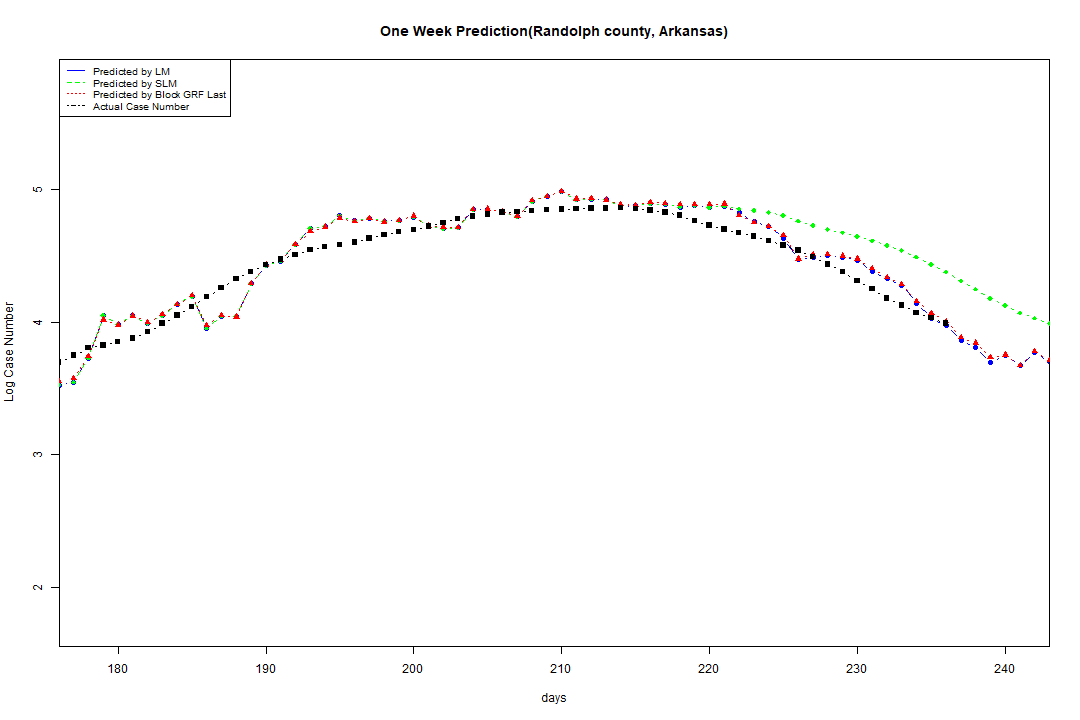 One Week Prediction(Randolph county, Arkansas)
Predicted by LM
Predicted by SLM
Predicted by Block GRF Last
Actual Case Number
5
4
3
2
Log Case Number
180 190 200 210 220 230 240
days